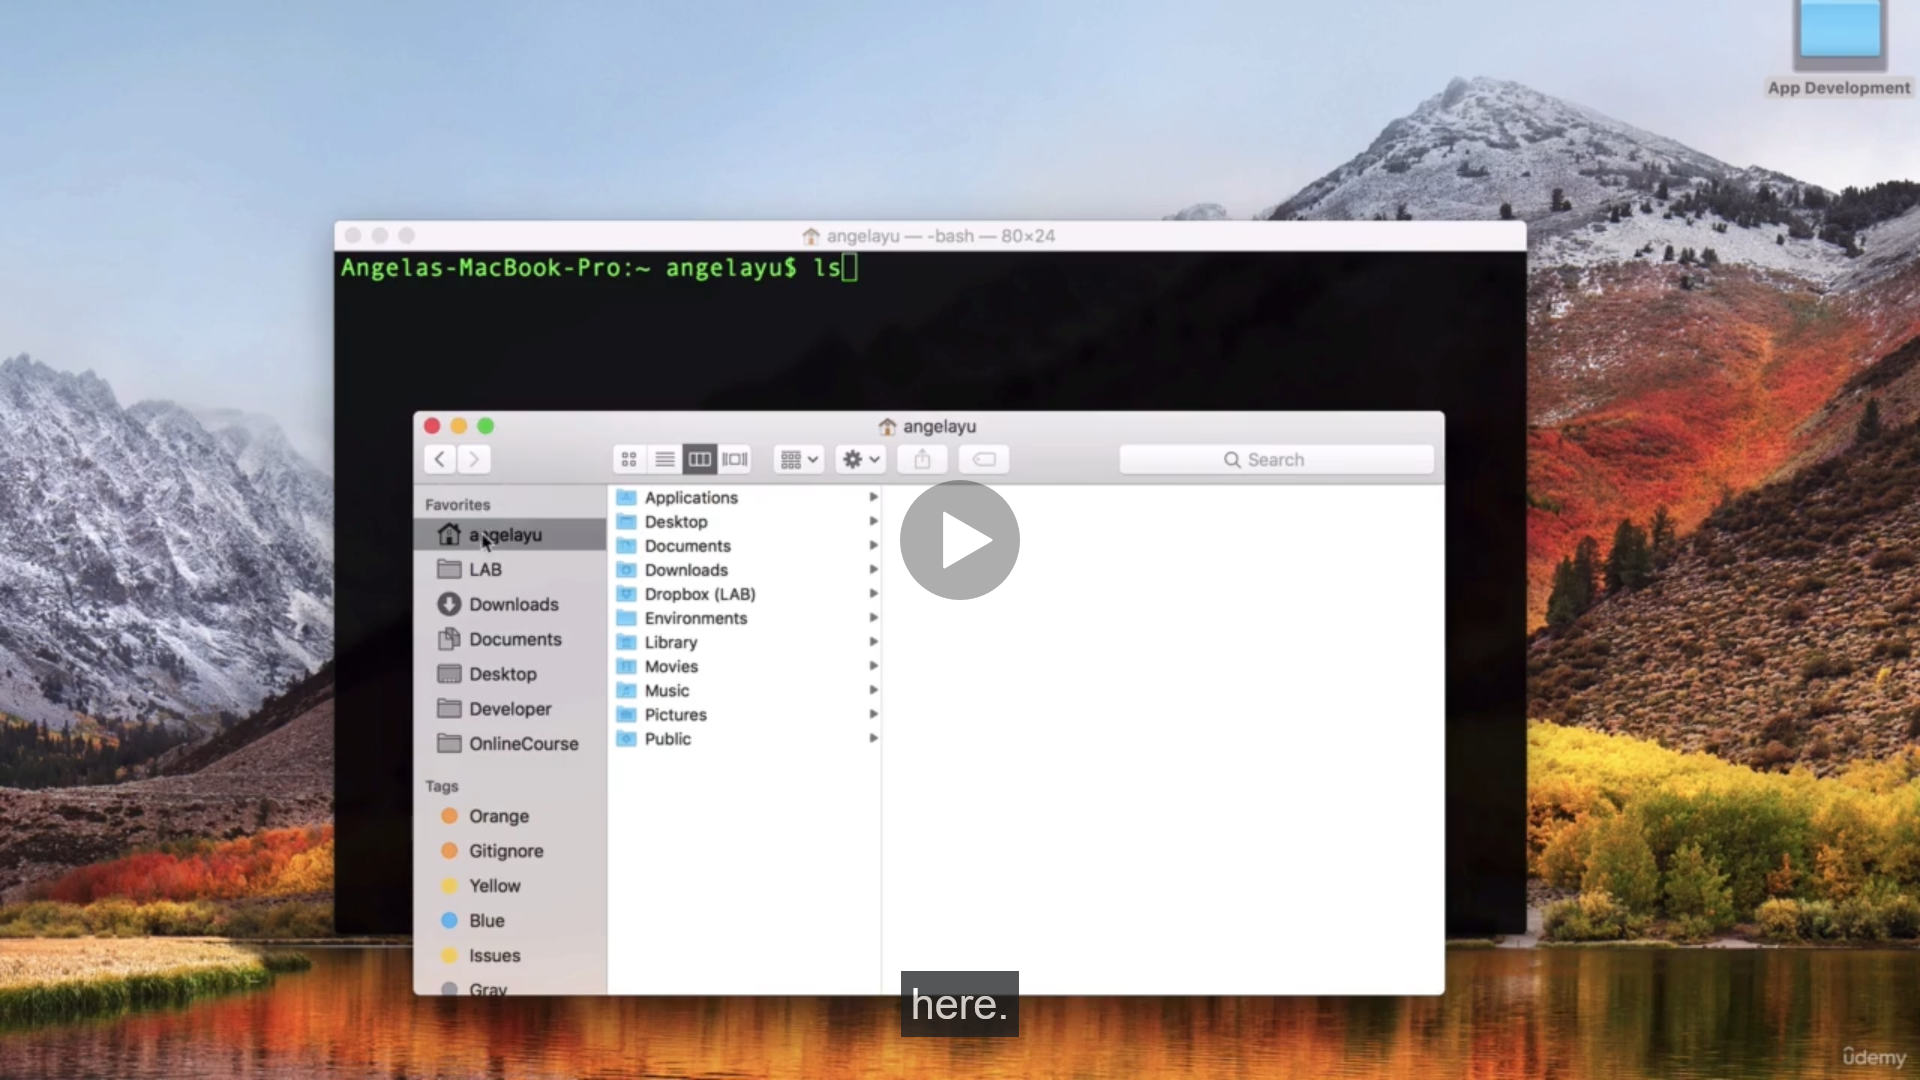 App Development
angelayu — -bash — 80×24
Angelas-MacBook-Pro:~ angelayu$ ls
angelayu
Search
Favorites
angelayu
LAB
Downloads
Documents
Desktop
Developer
OnlineCourse
Tags
Orange
Gitignore
Yellow
Blue
Issues
Gray
Applications
Desktop
Documents
Downloads
Dropbox (LAB)
Environments
Library
Movies
Music
Pictures
Public
here.
ûdemy